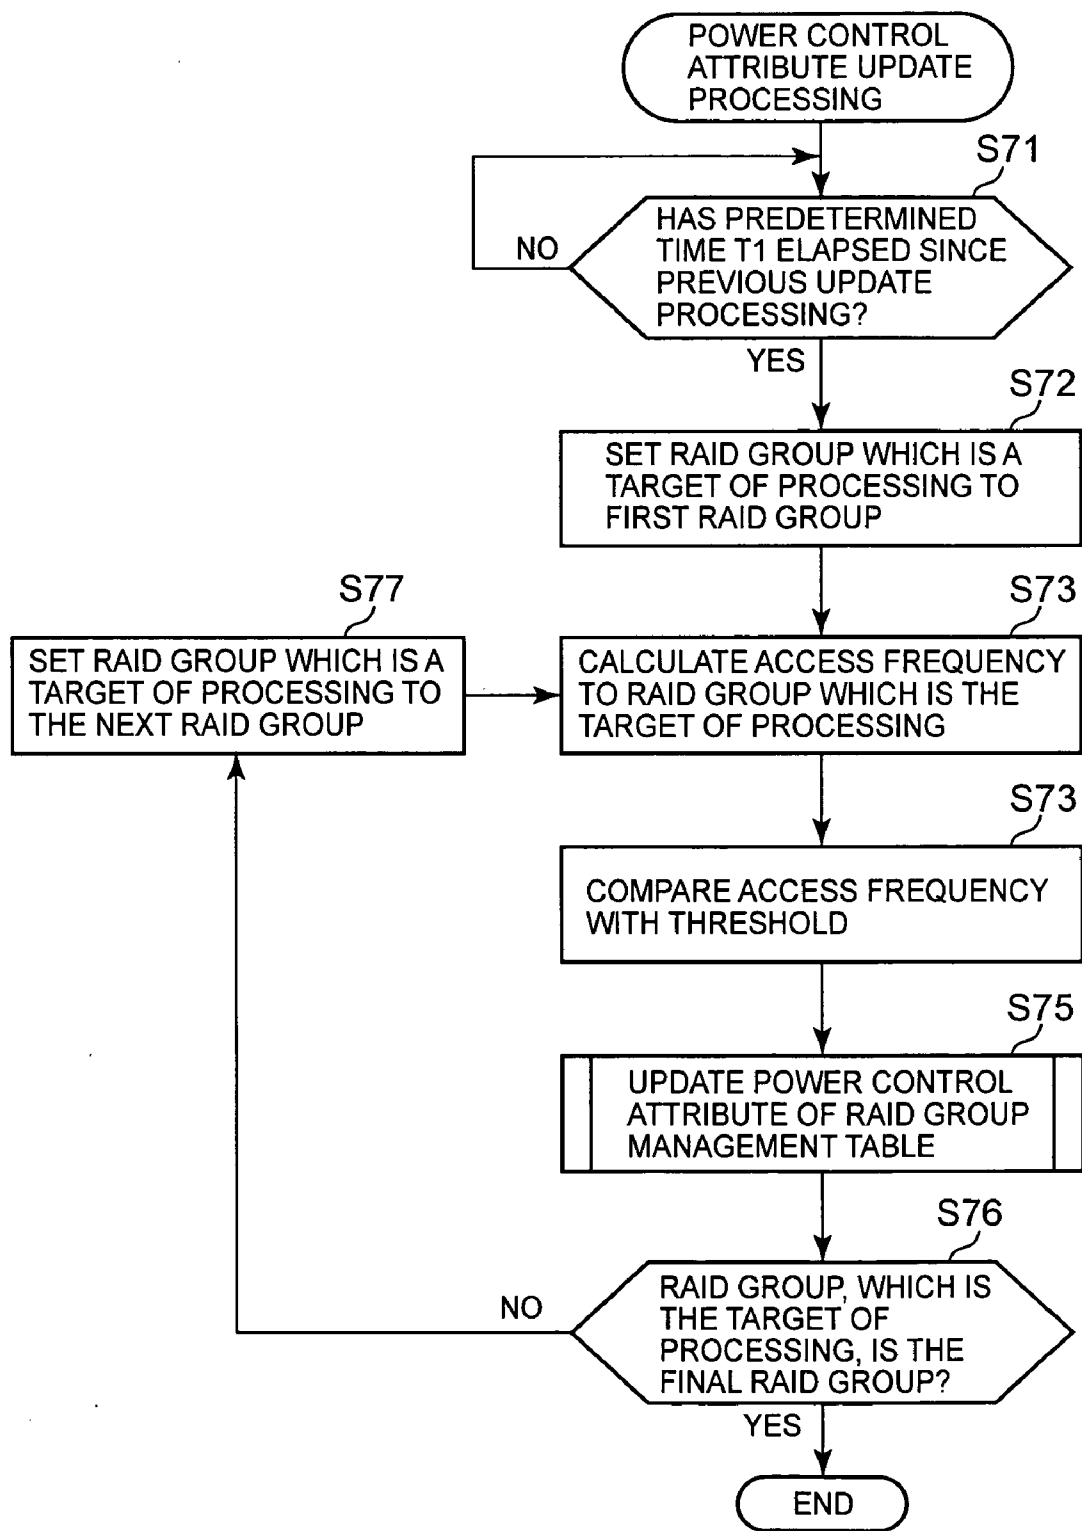 POWER CONTROL
ATTRIBUTE UPDATE
PROCESSING
S71
HAS PREDETERMINED
TIME T1 ELAPSED SINCE
PREVIOUS UPDATE
PROCESSING?
NO
YES
S72
SET RAID GROUP WHICH IS A
TARGET OF PROCESSING TO
FIRST RAID GROUP
S77
SET RAID GROUP WHICH IS A
TARGET OF PROCESSING TO
THE NEXT RAID GROUP
S73
CALCULATE ACCESS FREQUENCY
TO RAID GROUP WHICH IS THE
TARGET OF PROCESSING
S73
COMPARE ACCESS FREQUENCY
WITH THRESHOLD
S75
UPDATE POWER CONTROL
ATTRIBUTE OF RAID GROUP
MANAGEMENT TABLE
S76
RAID GROUP, WHICH IS
THE TARGET OF
PROCESSING, IS THE
FINAL RAID GROUP?
NO
YES
END